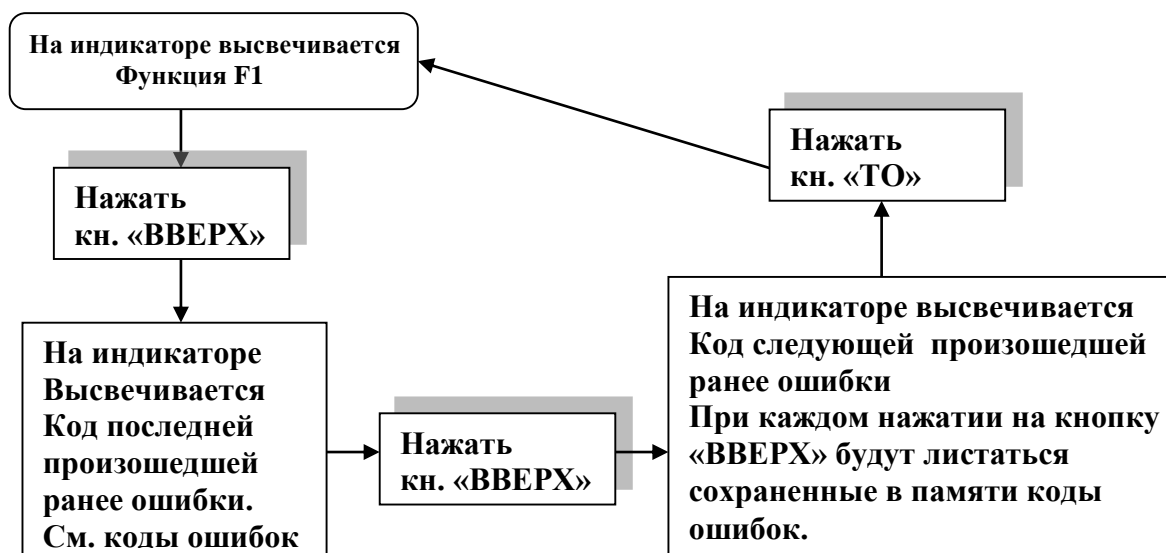 На индикаторе высвечивается
Функция F1
Нажать
кн. «ВВЕРХ»
На индикаторе
Высвечивается
Код последней
произошедшей
ранее ошибки.
См. коды ошибок
Нажать
кн. «ВВЕРХ»
На индикаторе высвечивается
Код следующей произошедшей
ранее ошибки
При каждом нажатии на кнопку
«ВВЕРХ» будут листаться
сохраненные в памяти коды
ошибок.
Нажать
кн. «ТО»